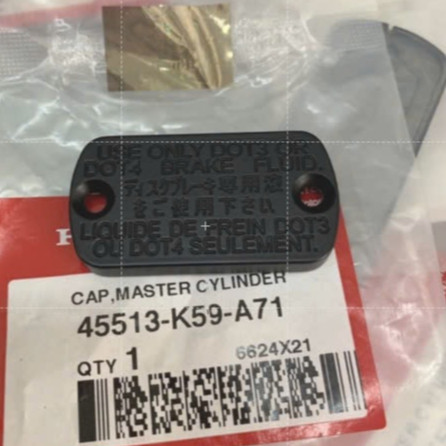 USE ONLY DOT3 OR
DOT4 BRAKE FLUID.
ディスクブレーキ専用液
をご使用下さい
LIQUIDE DE FREIN DOT3
OU DOT4 SEULEMENT.
CAP,MASTER CYLINDER
45513-K59-A71
QTY 1
6624X21